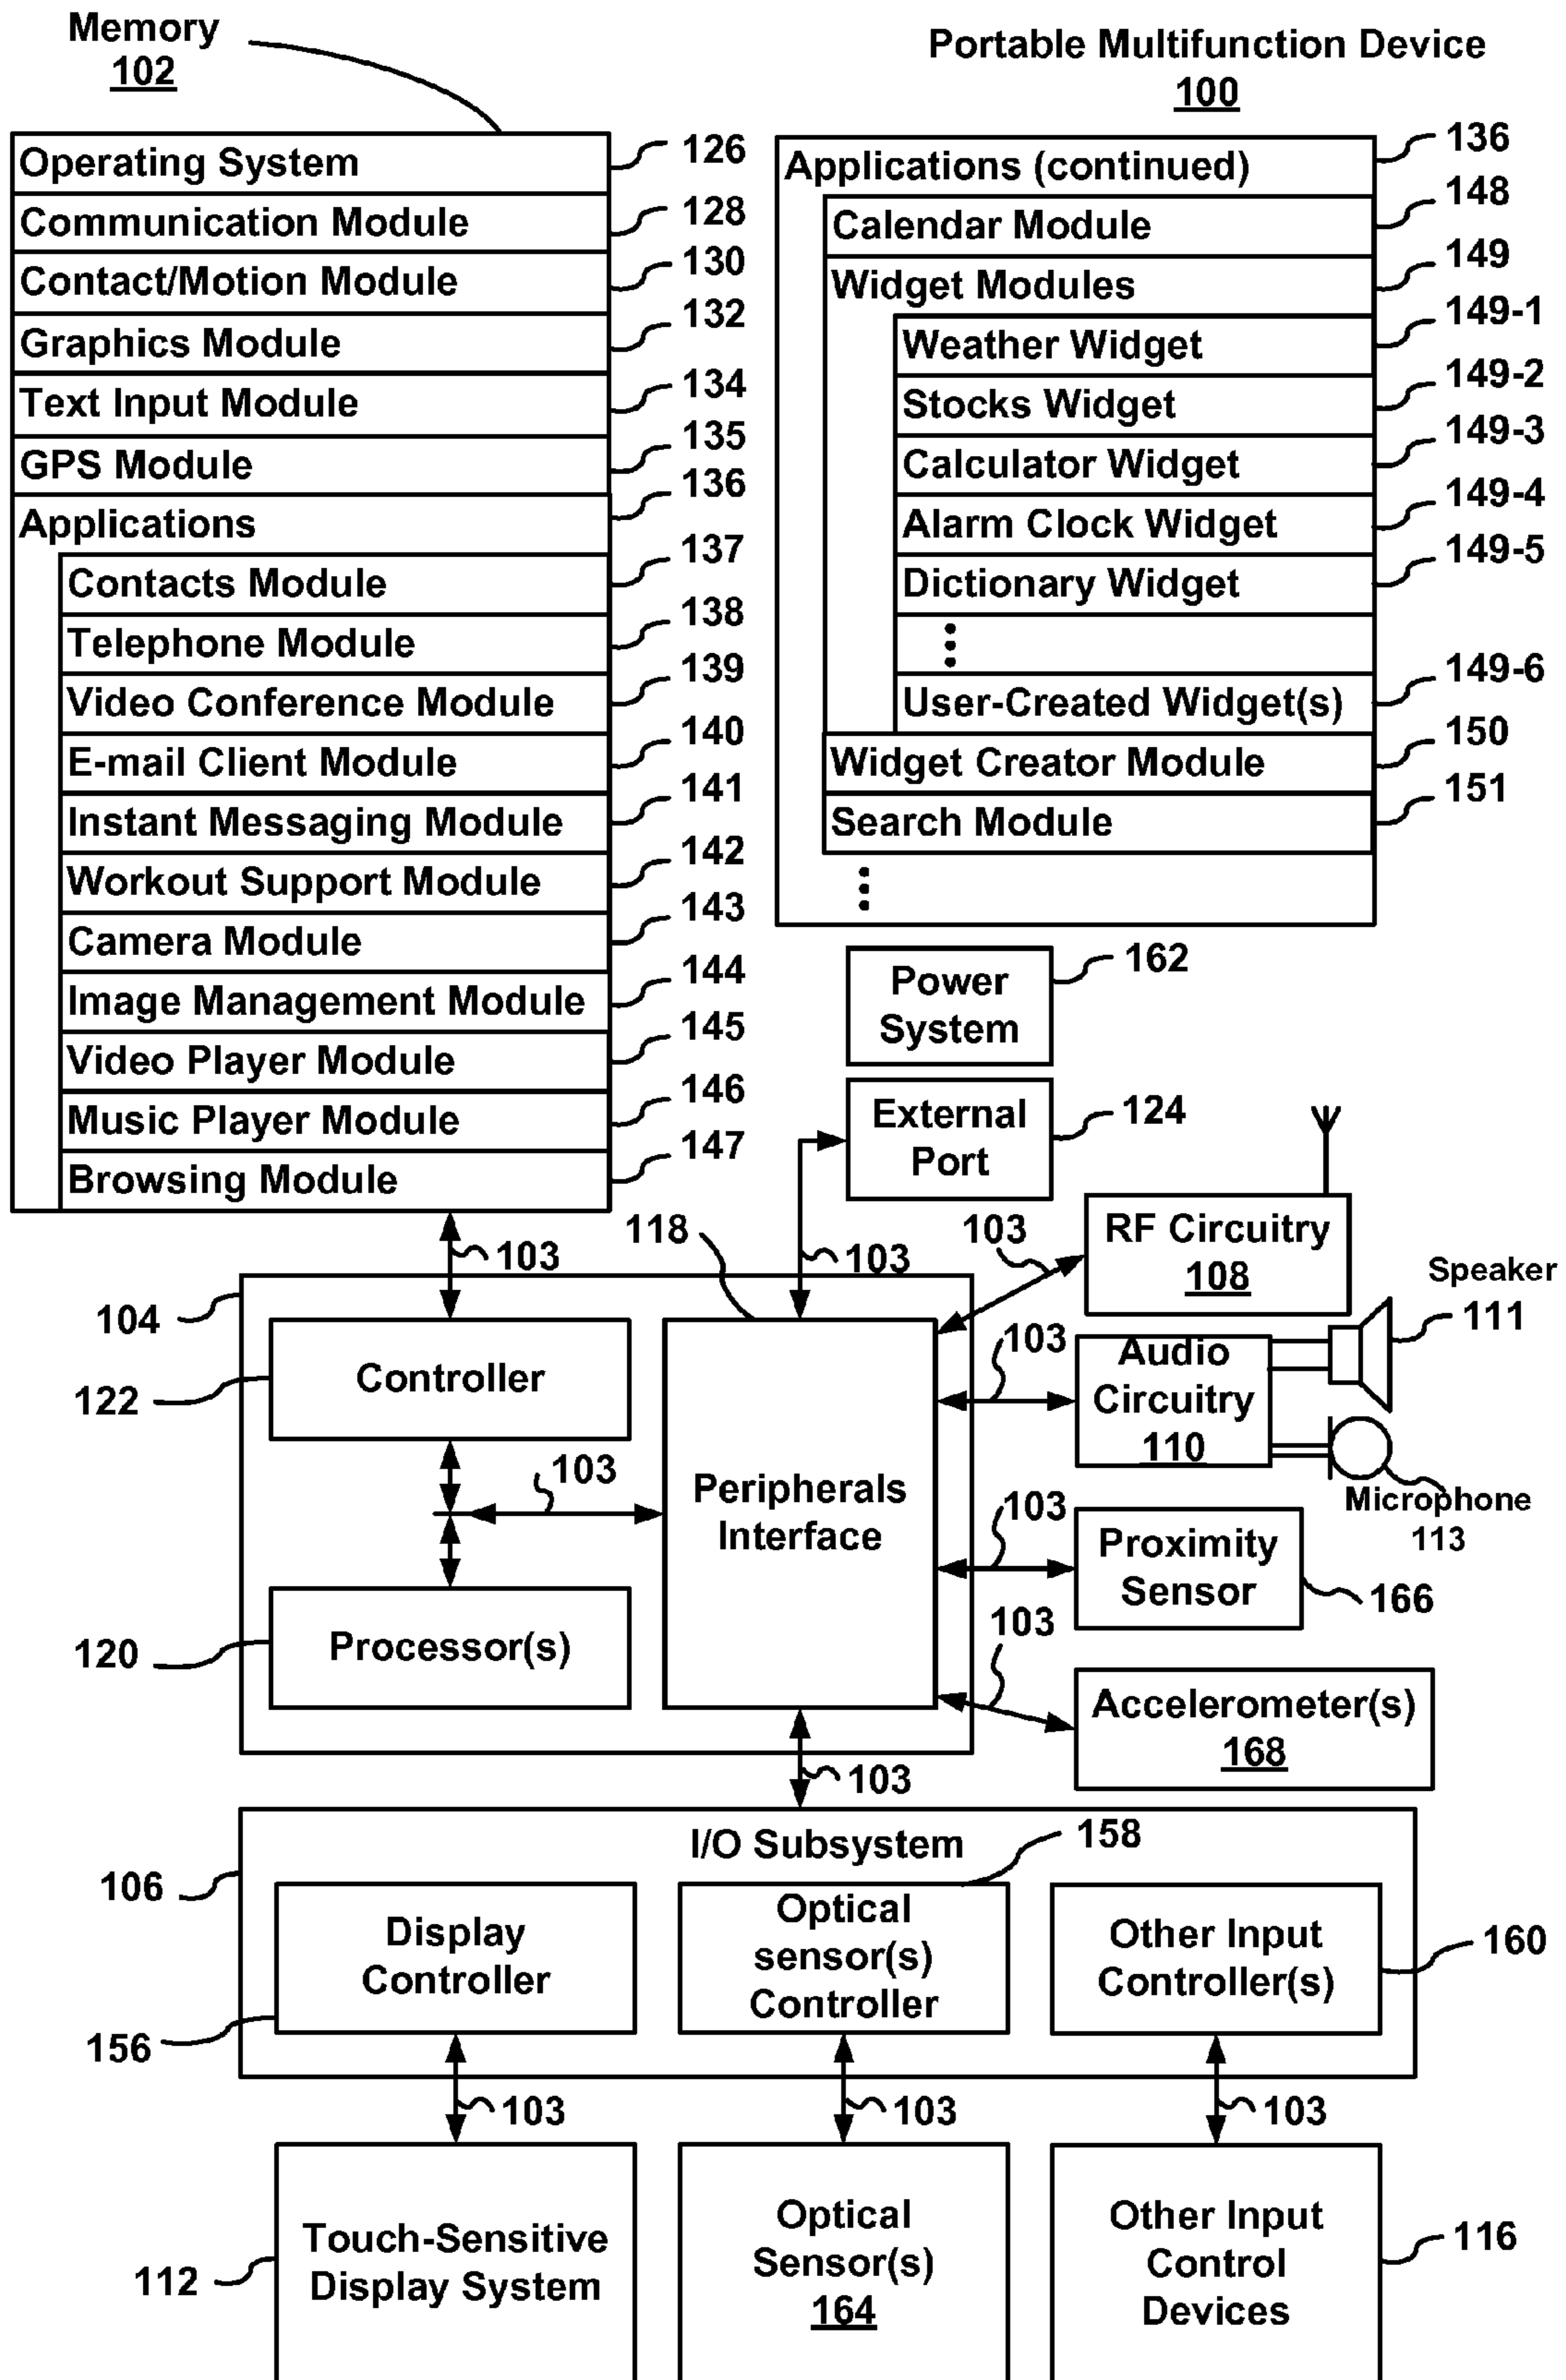 Memory
102
Portable Multifunction Device
100
Operating System
126
Communication Module
128
Contact/Motion Module
130
Graphics Module
132
Text Input Module
134
GPS Module
135
Applications
136
Contacts Module
137
Telephone Module
138
Video Conference Module
139
E-mail Client Module
140
Instant Messaging Module
141
Workout Support Module
142
Camera Module
143
Image Management Module
144
Video Player Module
145
Music Player Module
146
Browsing Module
147
Applications (continued)
136
Calendar Module
148
Widget Modules
149
Weather Widget
149-1
Stocks Widget
149-2
Calculator Widget
149-3
Alarm Clock Widget
149-4
Dictionary Widget
149-5
User-Created Widget(s)
149-6
Widget Creator Module
150
Search Module
151
Power
System
162
External
Port
124
103
118
103
103
RF Circuitry
108
Speaker
111
104
Controller
122
103
Audio
Circuitry
110
103
Peripherals
Interface
Microphone
113
103
Proximity
Sensor
166
Processor(s)
120
103
Accelerometer(s)
168
103
I/O Subsystem
158
106
Display
Controller
156
Optical
sensor(s)
Controller
Other Input
Controller(s)
160
103
103
103
Touch-Sensitive
Display System
112
Optical
Sensor(s)
164
Other Input
Control
Devices
116